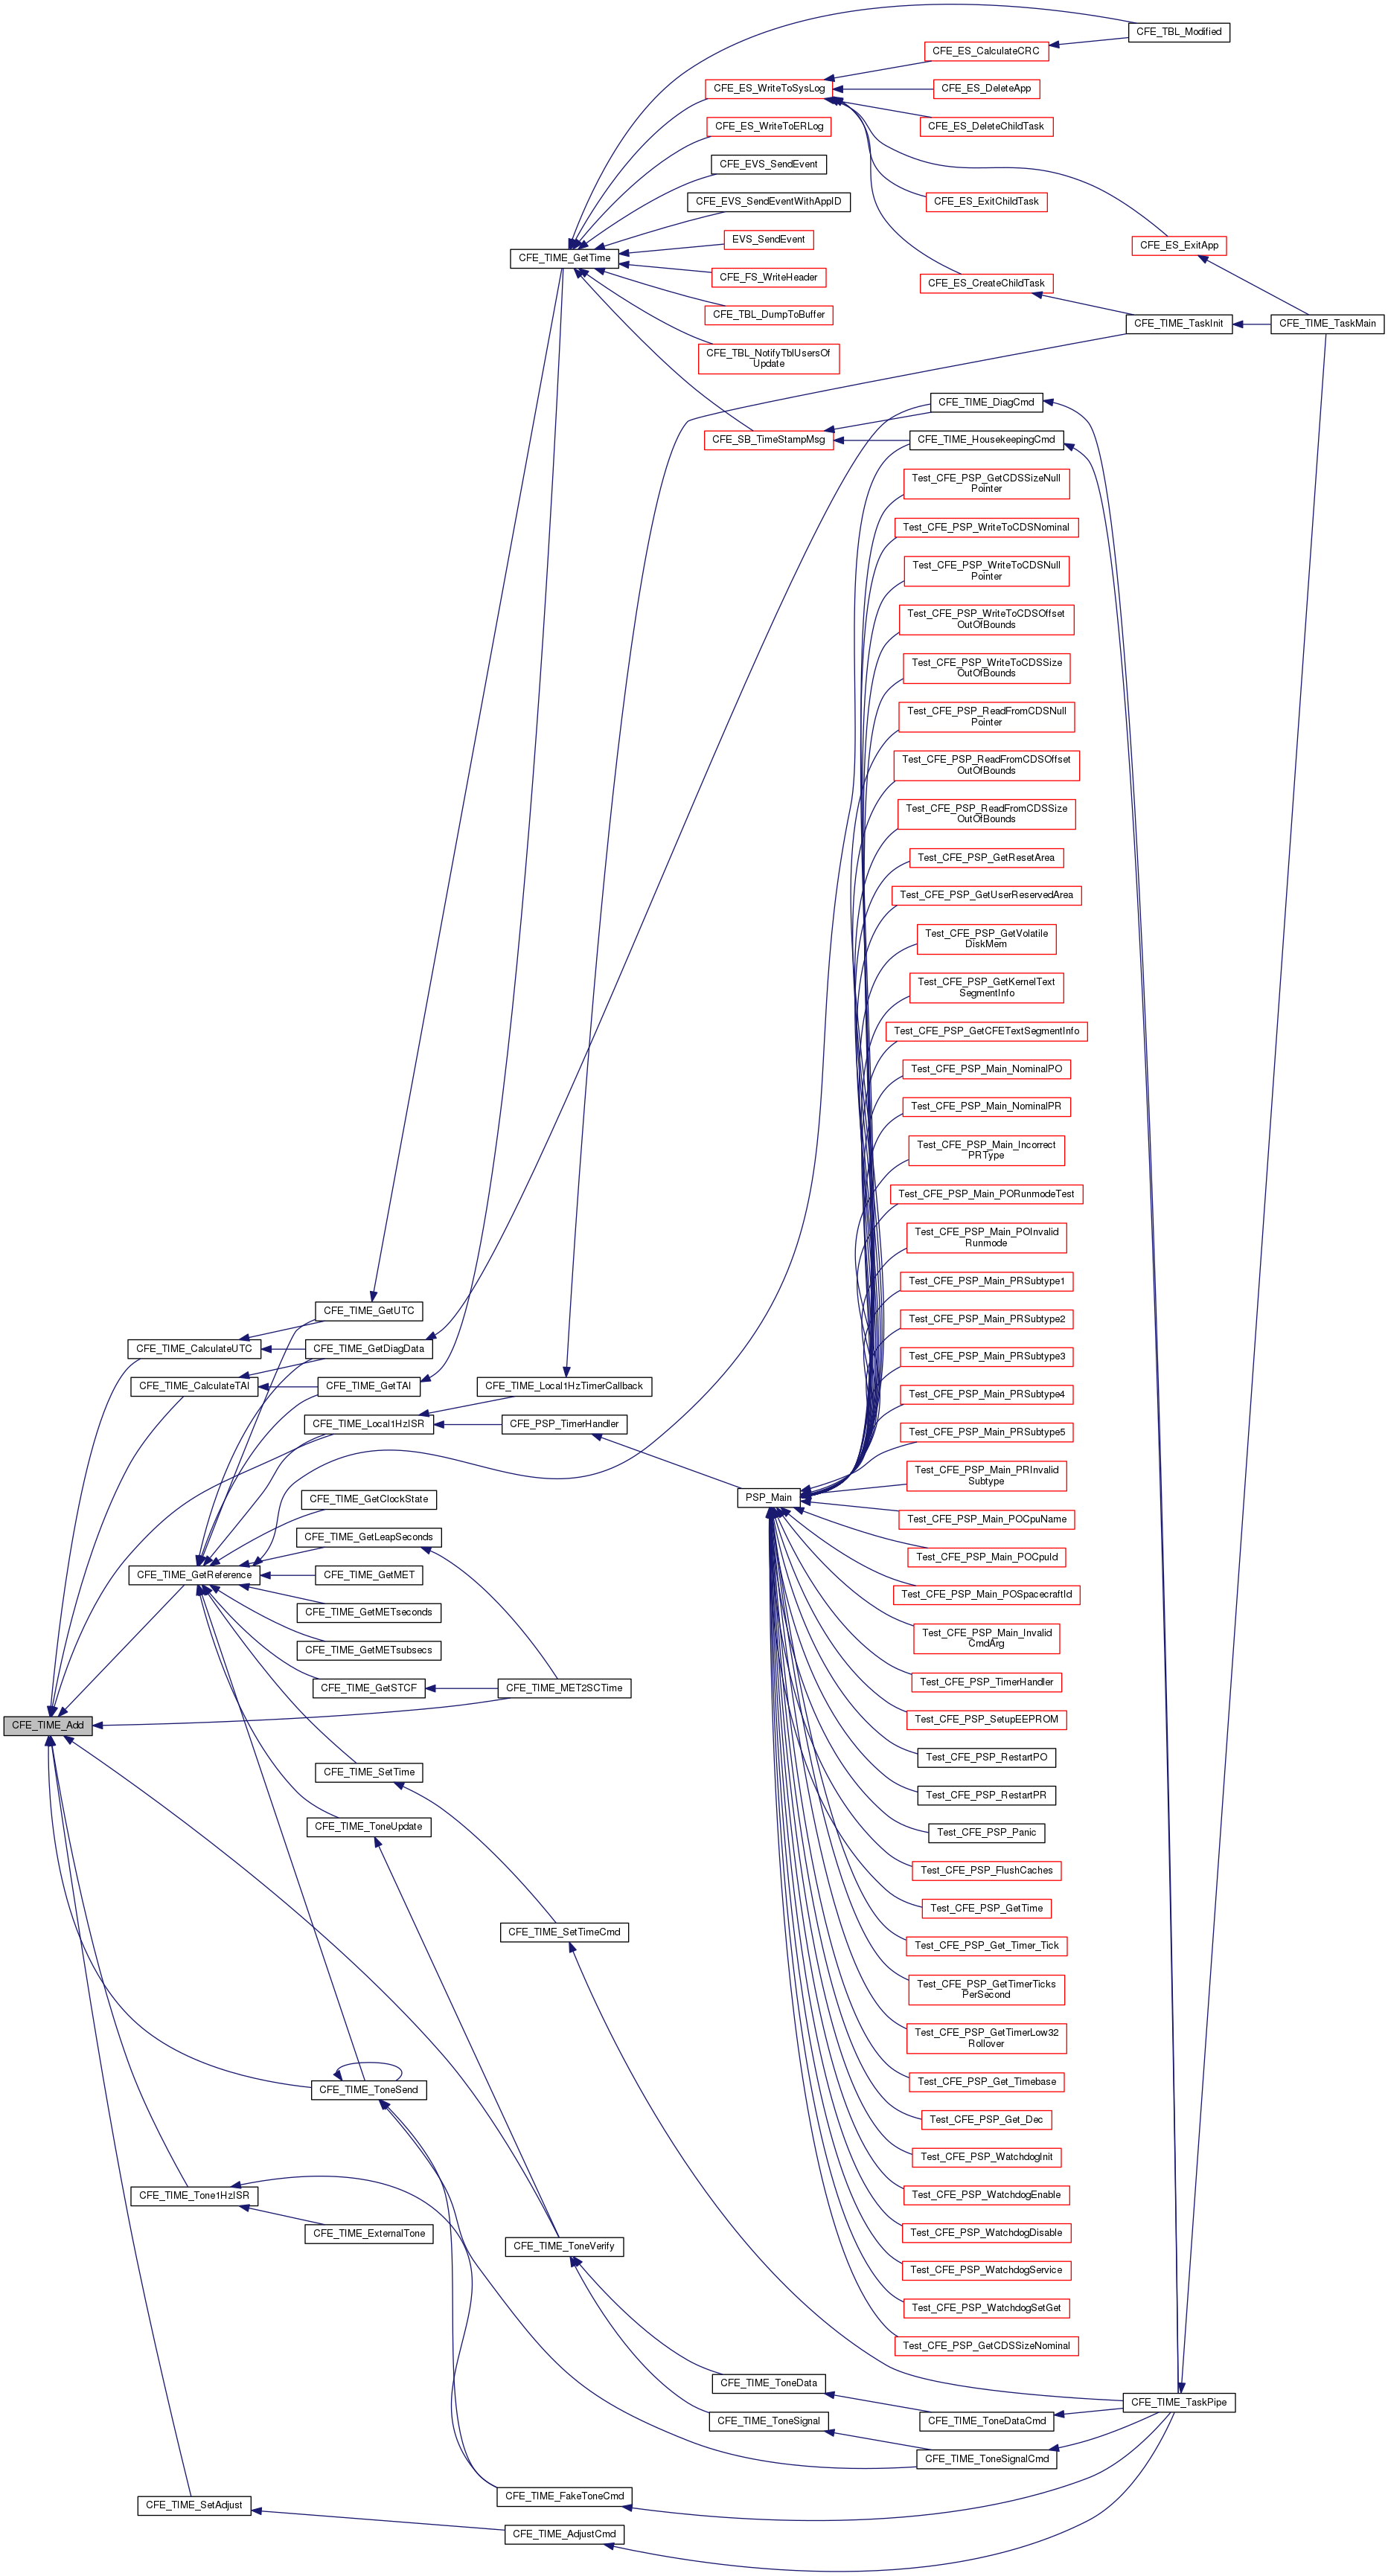 CFE_TBL_Modified
CFE_ES_CalculateCRC
CFE_ES_WriteToSysLog
CFE_ES_DeleteApp
CFE_ES_WriteToERLog
CFE_ES_DeleteChildTask
CFE_EVS_SendEvent
CFE_EVS_SendEventWithAppID
CFE_ES_ExitChildTask
EVS_SendEvent
CFE_ES_ExitApp
CFE_TIME_GetTime
CFE_FS_WriteHeader
CFE_ES_CreateChildTask
CFE_TBL_DumpToBuffer
CFE_TIME_TaskInit
CFE_TIME_TaskMain
CFE_TBL_NotifyTblUsersOf
Update
CFE_TIME_DiagCmd
CFE_SB_TimeStampMsg
CFE_TIME_HousekeepingCmd
Test_CFE_PSP_GetCDSSizeNull
Pointer
Test_CFE_PSP_WriteToCDSNominal
Test_CFE_PSP_WriteToCDSNull
Pointer
Test_CFE_PSP_WriteToCDSOffset
OutOfBounds
Test_CFE_PSP_WriteToCDSSize
OutOfBounds
Test_CFE_PSP_ReadFromCDSNull
Pointer
Test_CFE_PSP_ReadFromCDSOffset
OutOfBounds
Test_CFE_PSP_ReadFromCDSSize
OutOfBounds
Test_CFE_PSP_GetResetArea
Test_CFE_PSP_GetUserReservedArea
Test_CFE_PSP_GetVolatile
DiskMem
Test_CFE_PSP_GetKernelText
SegmentInfo
Test_CFE_PSP_GetCFETextSegmentInfo
Test_CFE_PSP_Main_NominalPO
Test_CFE_PSP_Main_NominalPR
Test_CFE_PSP_Main_Incorrect
PRType
Test_CFE_PSP_Main_PORunmodeTest
Test_CFE_PSP_Main_POInvalid
Runmode
Test_CFE_PSP_Main_PRSubtype1
CFE_TIME_GetUTC
Test_CFE_PSP_Main_PRSubtype2
CFE_TIME_CalculateUTC
CFE_TIME_GetDiagData
Test_CFE_PSP_Main_PRSubtype3
CFE_TIME_CalculateTAI
CFE_TIME_GetTAI
CFE_TIME_Local1HzTimerCallback
Test_CFE_PSP_Main_PRSubtype4
CFE_TIME_Local1HzISR
CFE_PSP_TimerHandler
Test_CFE_PSP_Main_PRSubtype5
Test_CFE_PSP_Main_PRInvalid
Subtype
CFE_TIME_GetClockState
PSP_Main
Test_CFE_PSP_Main_POCpuName
CFE_TIME_GetLeapSeconds
Test_CFE_PSP_Main_POCpuId
CFE_TIME_GetReference
CFE_TIME_GetMET
Test_CFE_PSP_Main_POSpacecraftId
CFE_TIME_GetMETseconds
Test_CFE_PSP_Main_Invalid
CmdArg
CFE_TIME_GetMETsubsecs
Test_CFE_PSP_TimerHandler
CFE_TIME_GetSTCF
CFE_TIME_MET2SCTime
Test_CFE_PSP_SetupEEPROM
CFE_TIME_Add
Test_CFE_PSP_RestartPO
CFE_TIME_SetTime
Test_CFE_PSP_RestartPR
CFE_TIME_ToneUpdate
Test_CFE_PSP_Panic
Test_CFE_PSP_FlushCaches
Test_CFE_PSP_GetTime
CFE_TIME_SetTimeCmd
Test_CFE_PSP_Get_Timer_Tick
Test_CFE_PSP_GetTimerTicks
PerSecond
Test_CFE_PSP_GetTimerLow32
Rollover
Test_CFE_PSP_Get_Timebase
CFE_TIME_ToneSend
Test_CFE_PSP_Get_Dec
Test_CFE_PSP_WatchdogInit
CFE_TIME_Tone1HzISR
Test_CFE_PSP_WatchdogEnable
CFE_TIME_ExternalTone
Test_CFE_PSP_WatchdogDisable
CFE_TIME_ToneVerify
Test_CFE_PSP_WatchdogService
Test_CFE_PSP_WatchdogSetGet
Test_CFE_PSP_GetCDSSizeNominal
CFE_TIME_ToneData
CFE_TIME_TaskPipe
CFE_TIME_ToneSignal
CFE_TIME_ToneDataCmd
CFE_TIME_ToneSignalCmd
CFE_TIME_FakeToneCmd
CFE_TIME_SetAdjust
CFE_TIME_AdjustCmd